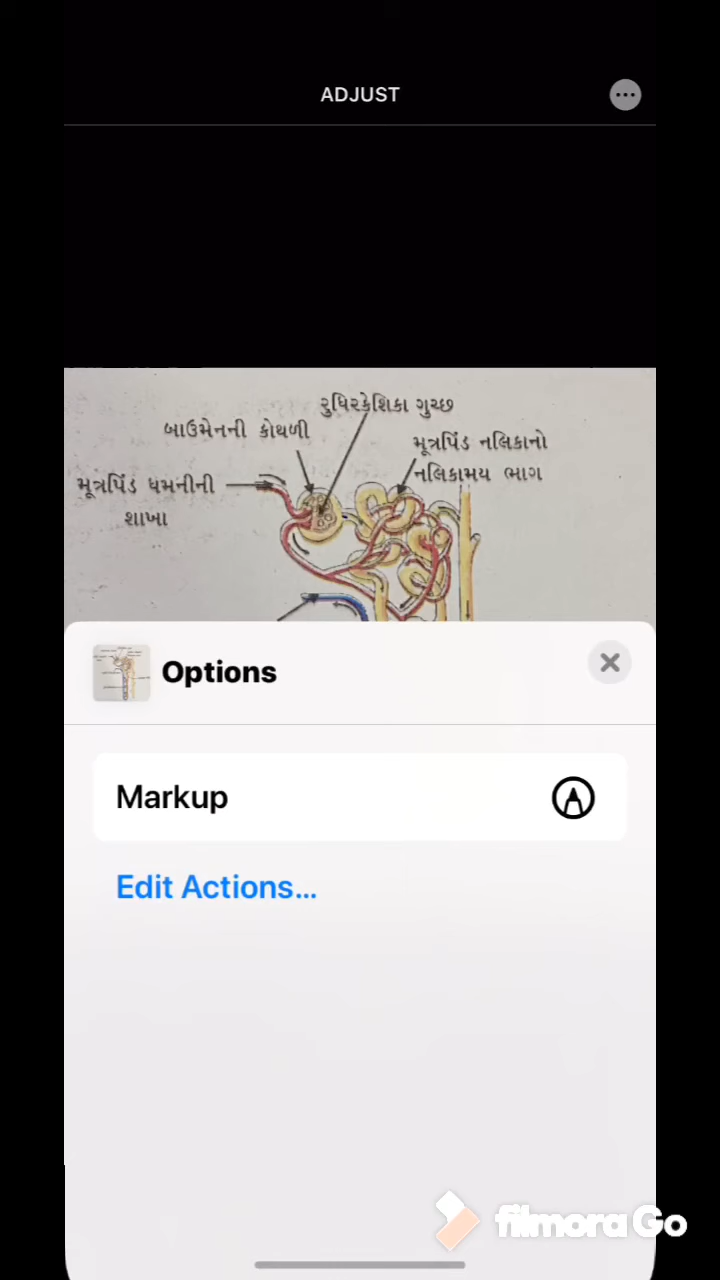 ADJUST
રુધિરકેશિકા ગુચ્છ
બાઉમેનની કોથળી
મૂત્રપિંડ નલિકાનો
નલિકામય ભાગ
મૂત્રપિંડ ધમનીની
શાખા
Options
Markup
Edit Actions...
filmora Go